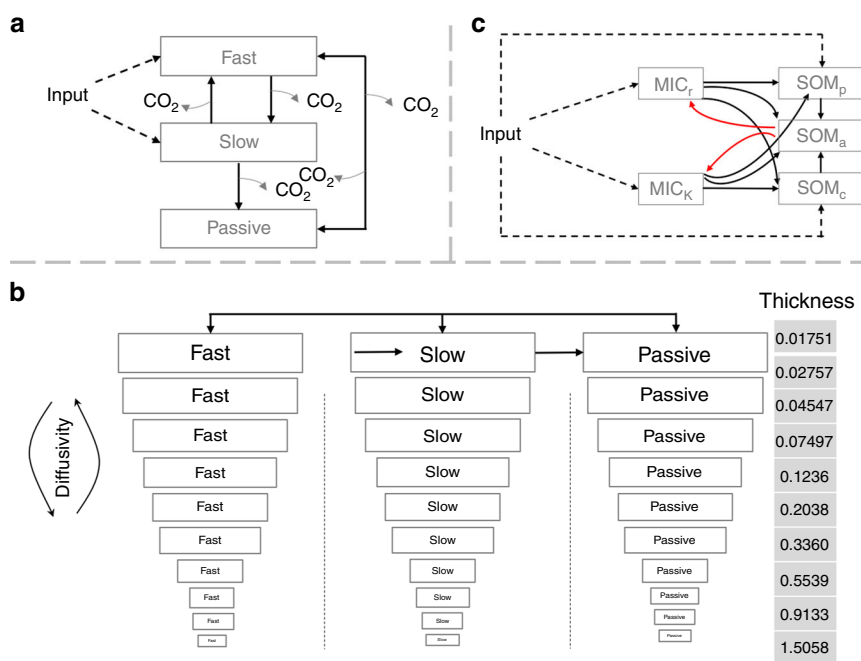 a
Fast
Input
CO2
CO2
CO2
Slow
CO2
CO2
Passive
c
MICr
SOMp
Input
SOMa
MICK
SOMc
b
Thickness
Fast
Slow
Passive
0.01751
Fast
Slow
Passive
0.02757
0.04547
Fast
Slow
Passive
0.07497
Diffusivity
Fast
Slow
Passive
0.1236
Fast
Slow
Passive
0.2038
Fast
Slow
Passive
0.3360
Fast
Slow
Passive
0.5539
Fast
Slow
Passive
0.9133
Fast
Slow
Passive
1.5058
Fast
Slow
Passive